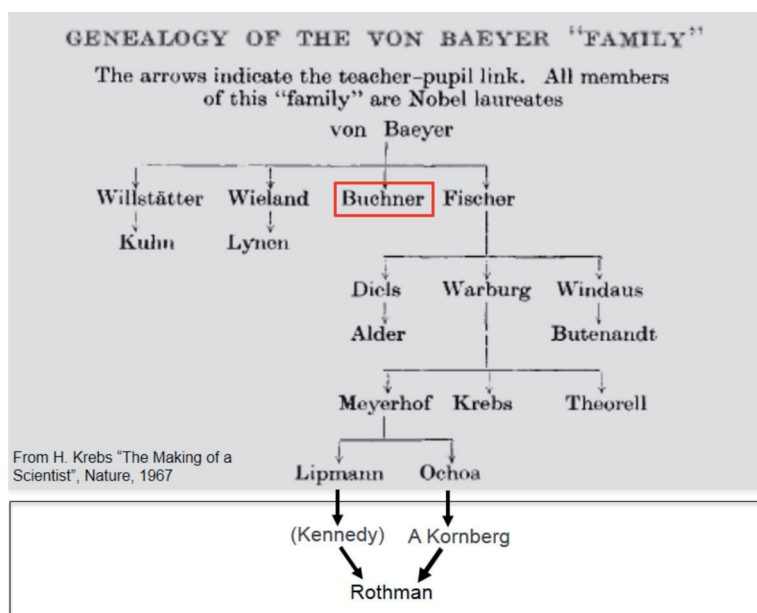 GENEALOGY OF THE VON BAEYER "FAMILY"
The arrows indicate the teacher–pupil link. All members
of this "family" are Nobel laureates
von Baeyer
Willstätter Wieland Buchner Fischer
Kuhn Lynen
Diels Warburg Windaus
Alder Butenandt
Meyerhof Krebs Theorell
From H. Krebs "The Making of a
Scientist", Nature, 1967
Lipmann Ochoa
(Kennedy) A Kornberg
Rothman